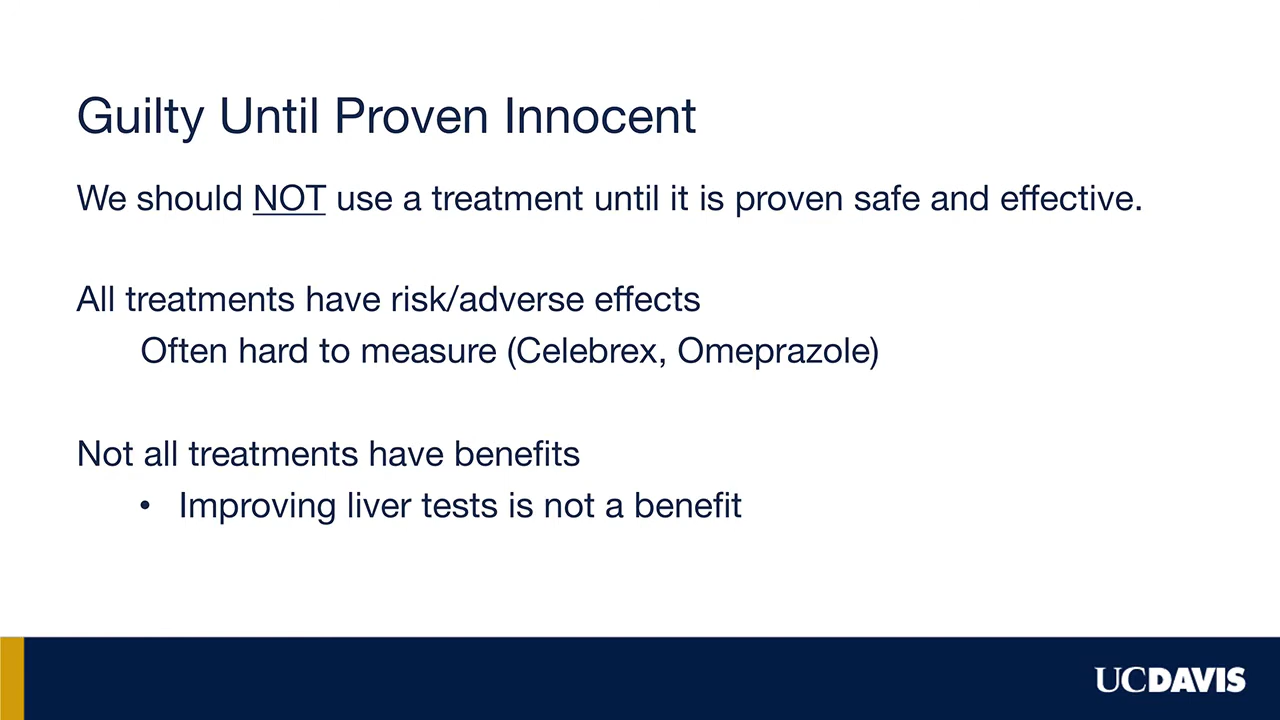 Guilty Until Proven Innocent
We should NOT use a treatment until it is proven safe and effective.
All treatments have risk/adverse effects
Often hard to measure (Celebrex, Omeprazole)
Not all treatments have benefits
• Improving liver tests is not a benefit
UCDAVIS